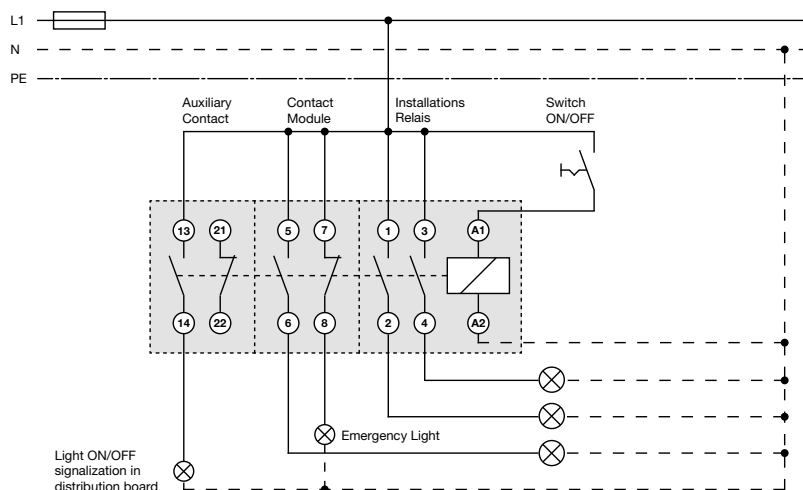 L1
N
PE
Auxiliary
Contact
Contact
Module
Installations
Relais
Switch
ON/OFF
13 21 5 7 1 3 A1
14 22 6 8 2 4 A2
Emergency Light
Light ON/OFF
signalization in
distribution board